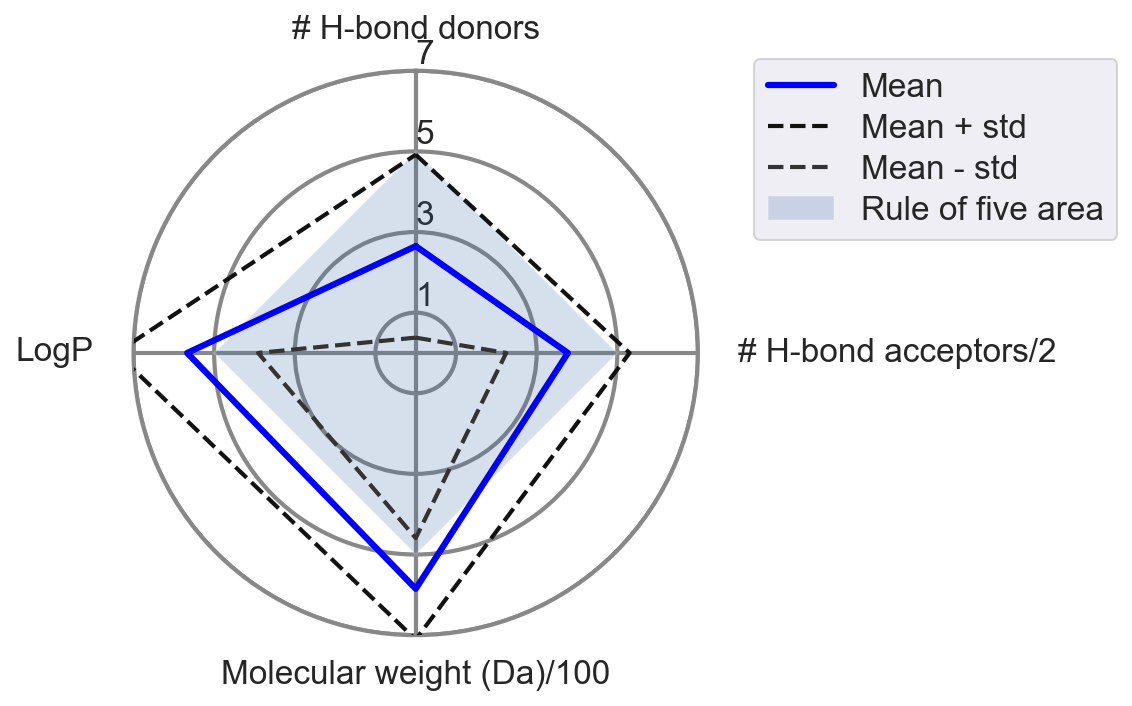 # H-bond donors
7
5
3
1
LogP
# H-bond acceptors/2
Molecular weight (Da)/100
Mean
Mean + std
Mean - std
Rule of five area